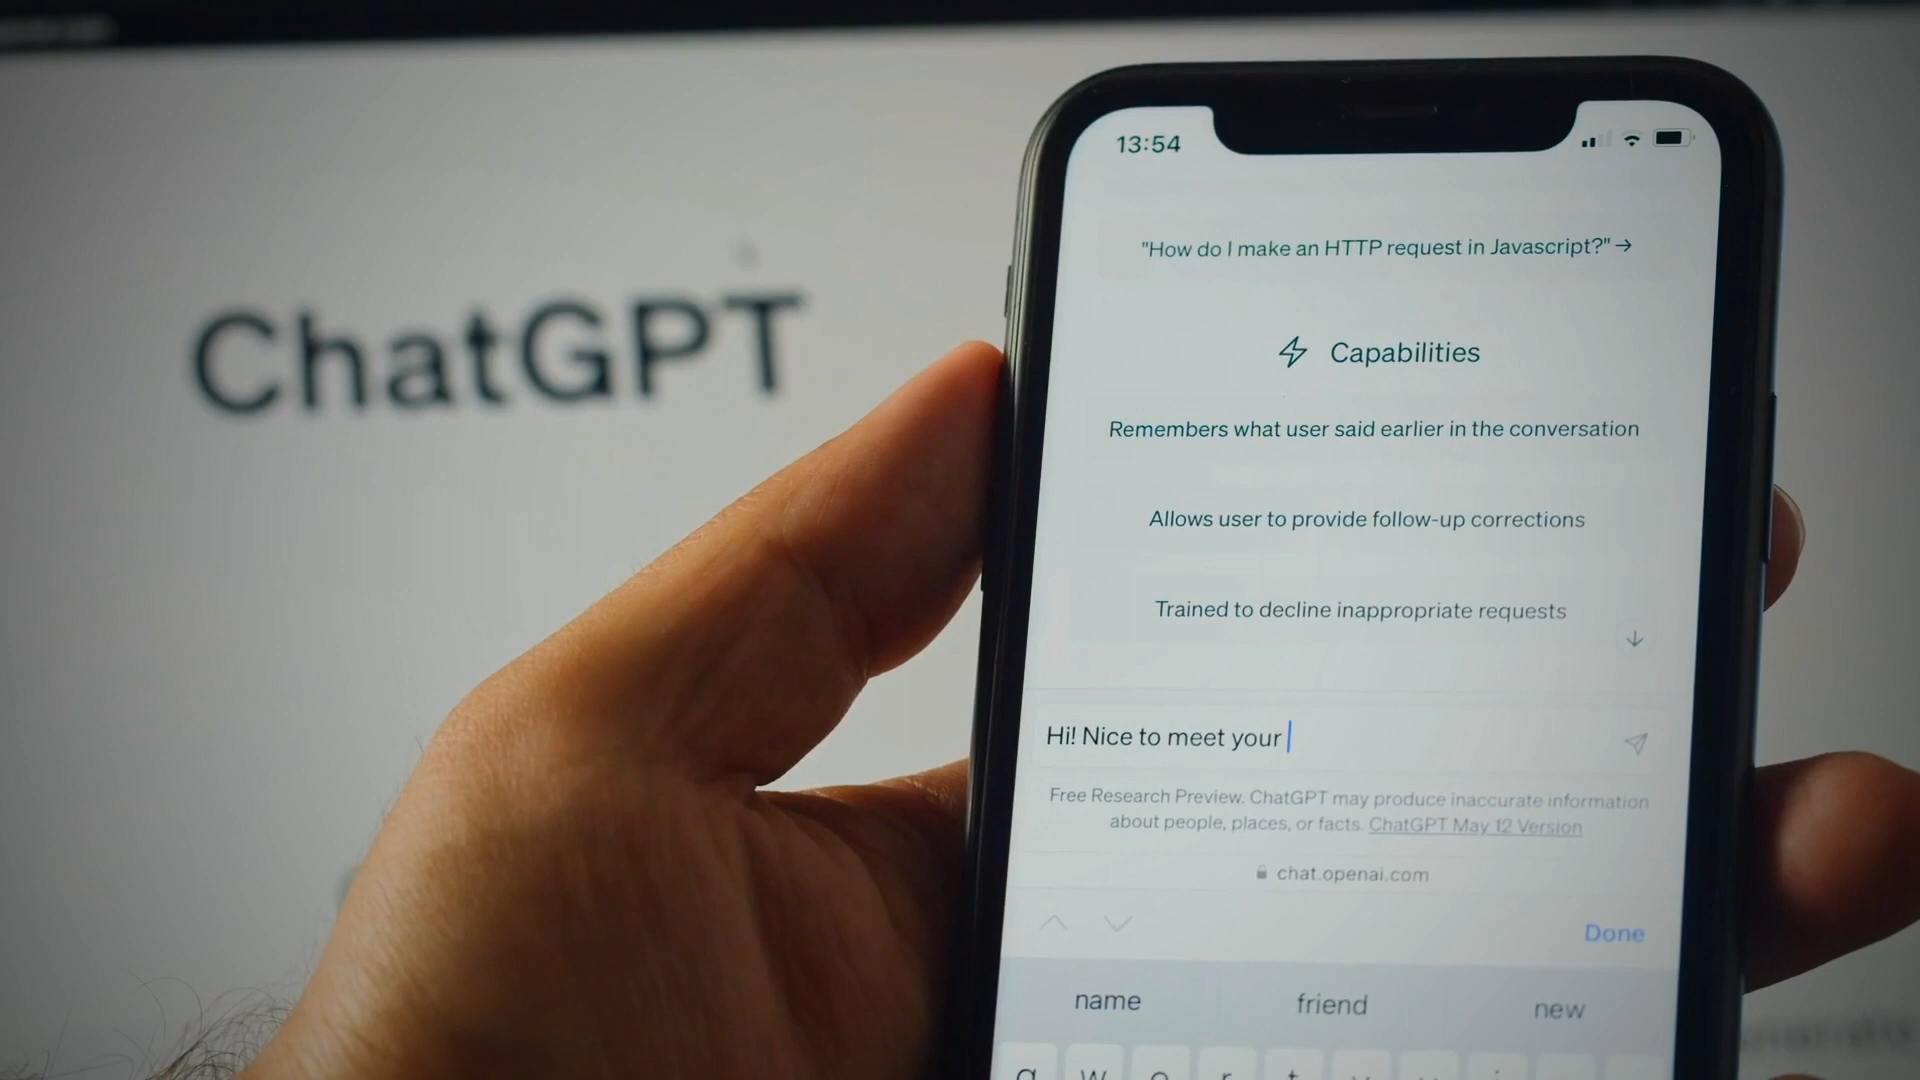 ChatGPT
13:54
"How do I make an HTTP request in Javascript?" →
Capabilities
Remembers what user said earlier in the conversation
Allows user to provide follow-up corrections
Trained to decline inappropriate requests
Hi! Nice to meet your
Free Research Preview. ChatGPT may produce inaccurate information
about people, places, or facts. ChatGPT May 12 Version
chat.openai.com
Done
name friend new